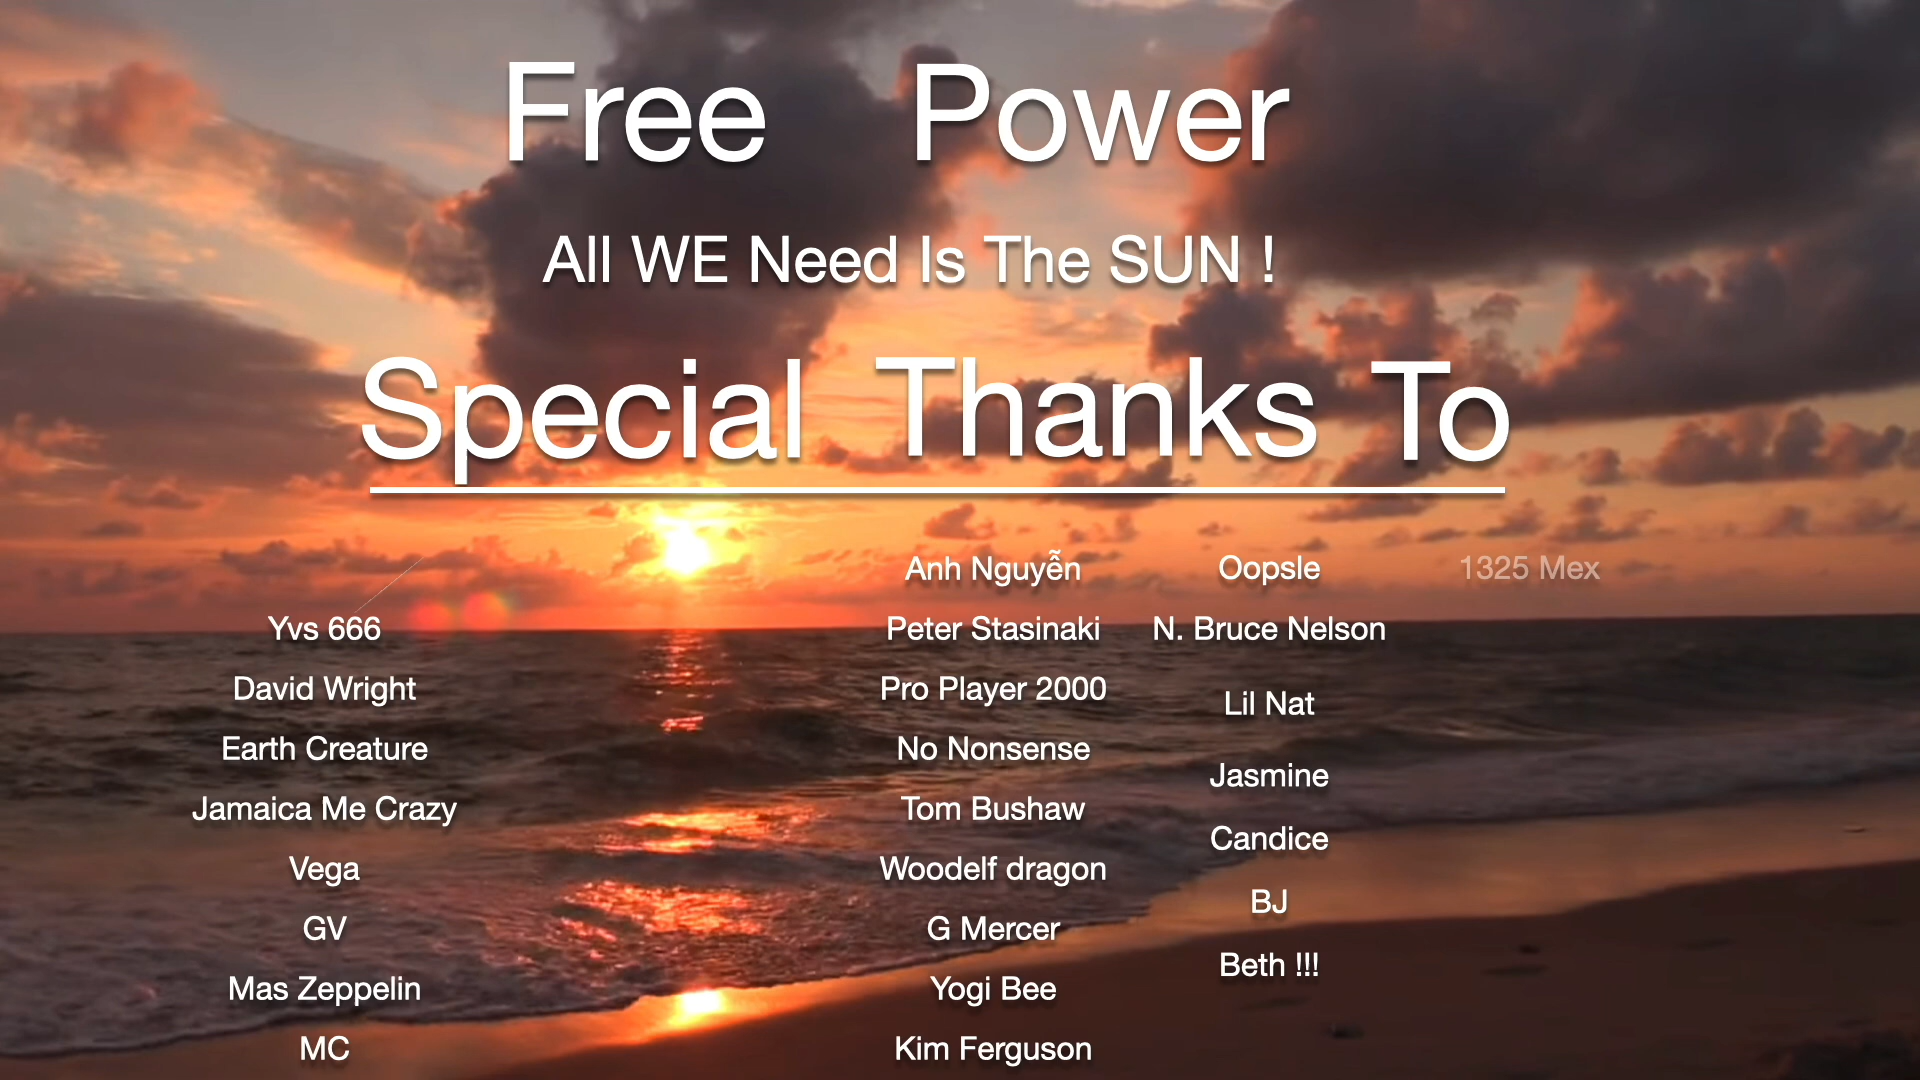 Free Power
All WE Need Is The SUN !
Special Thanks To
Yvs 666
David Wright
Earth Creature
Jamaica Me Crazy
Vega
GV
Mas Zeppelin
MC
Anh Nguyễn
Peter Stasinaki
Pro Player 2000
No Nonsense
Tom Bushaw
Woodelf dragon
G Mercer
Yogi Bee
Kim Ferguson
Oopsle
N. Bruce Nelson
Lil Nat
Jasmine
Candice
BJ
Beth !!!
1325 Mex